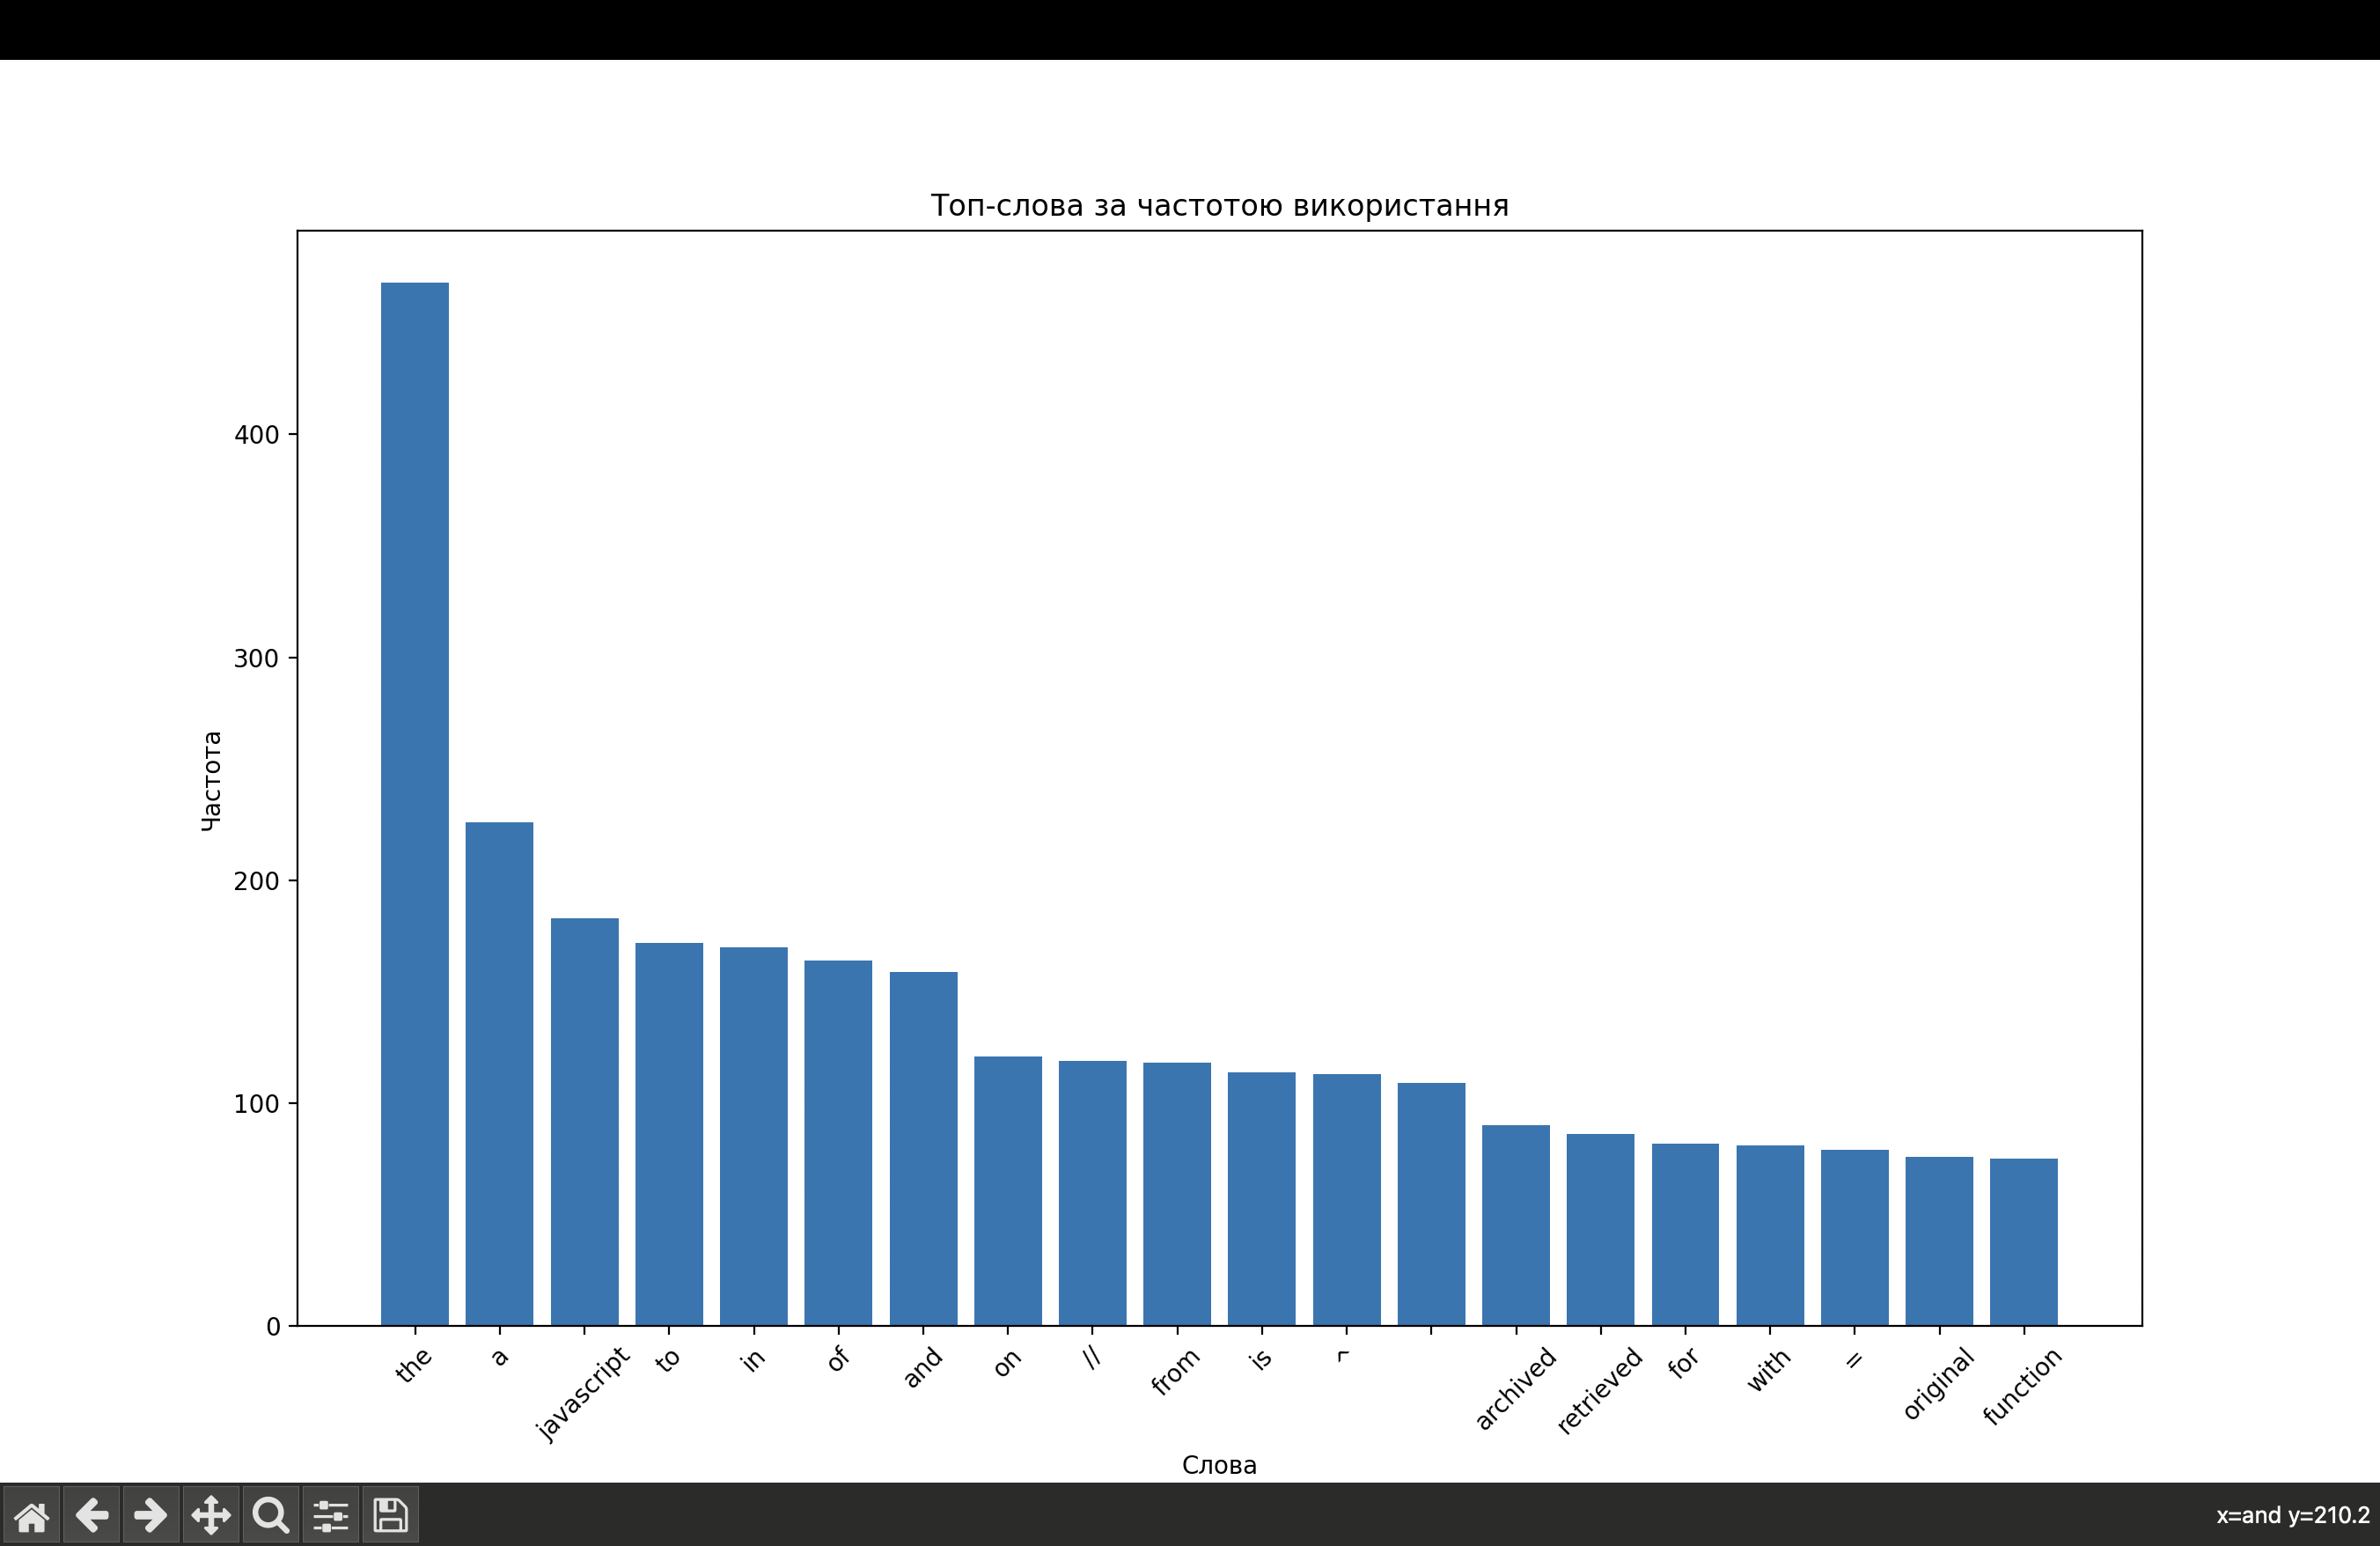 Топ-слова за частотою використання
400
300
200
100
0
Частота
the
a
javascript
to
in
of
and
on
//
from
is
^
archived
retrieved
for
with
=
original
function
Слова
x=and y=210.2